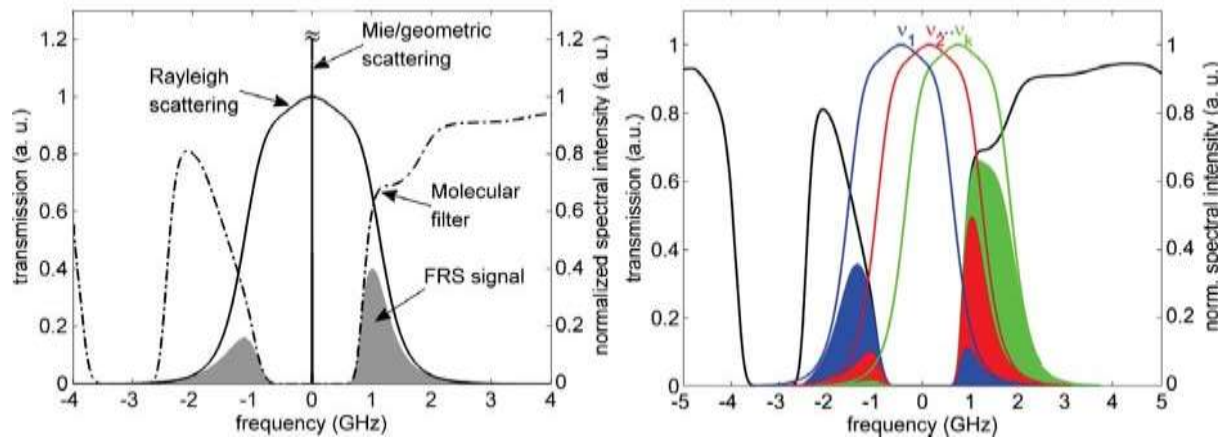 1.2
1
0.8
0.6
0.4
0.2
0
transmission (a. u.)
-4 -3 -2 -1 0 1 2 3 4
frequency (GHz)
1.2
1
0.8
0.6
0.4
0.2
0
normalized spectral intensity (a. u.)
Mie/geometric
scattering
Rayleigh
scattering
Molecular
filter
FRS signal
1
0.8
0.6
0.4
0.2
0
transmission (a.u.)
-5 -4 -3 -2 -1 0 1 2 3 4 5
frequency (GHz)
1
0.8
0.6
0.4
0.2
0
norm. spectral intensity (a. u.)
ν1 ν2...νk